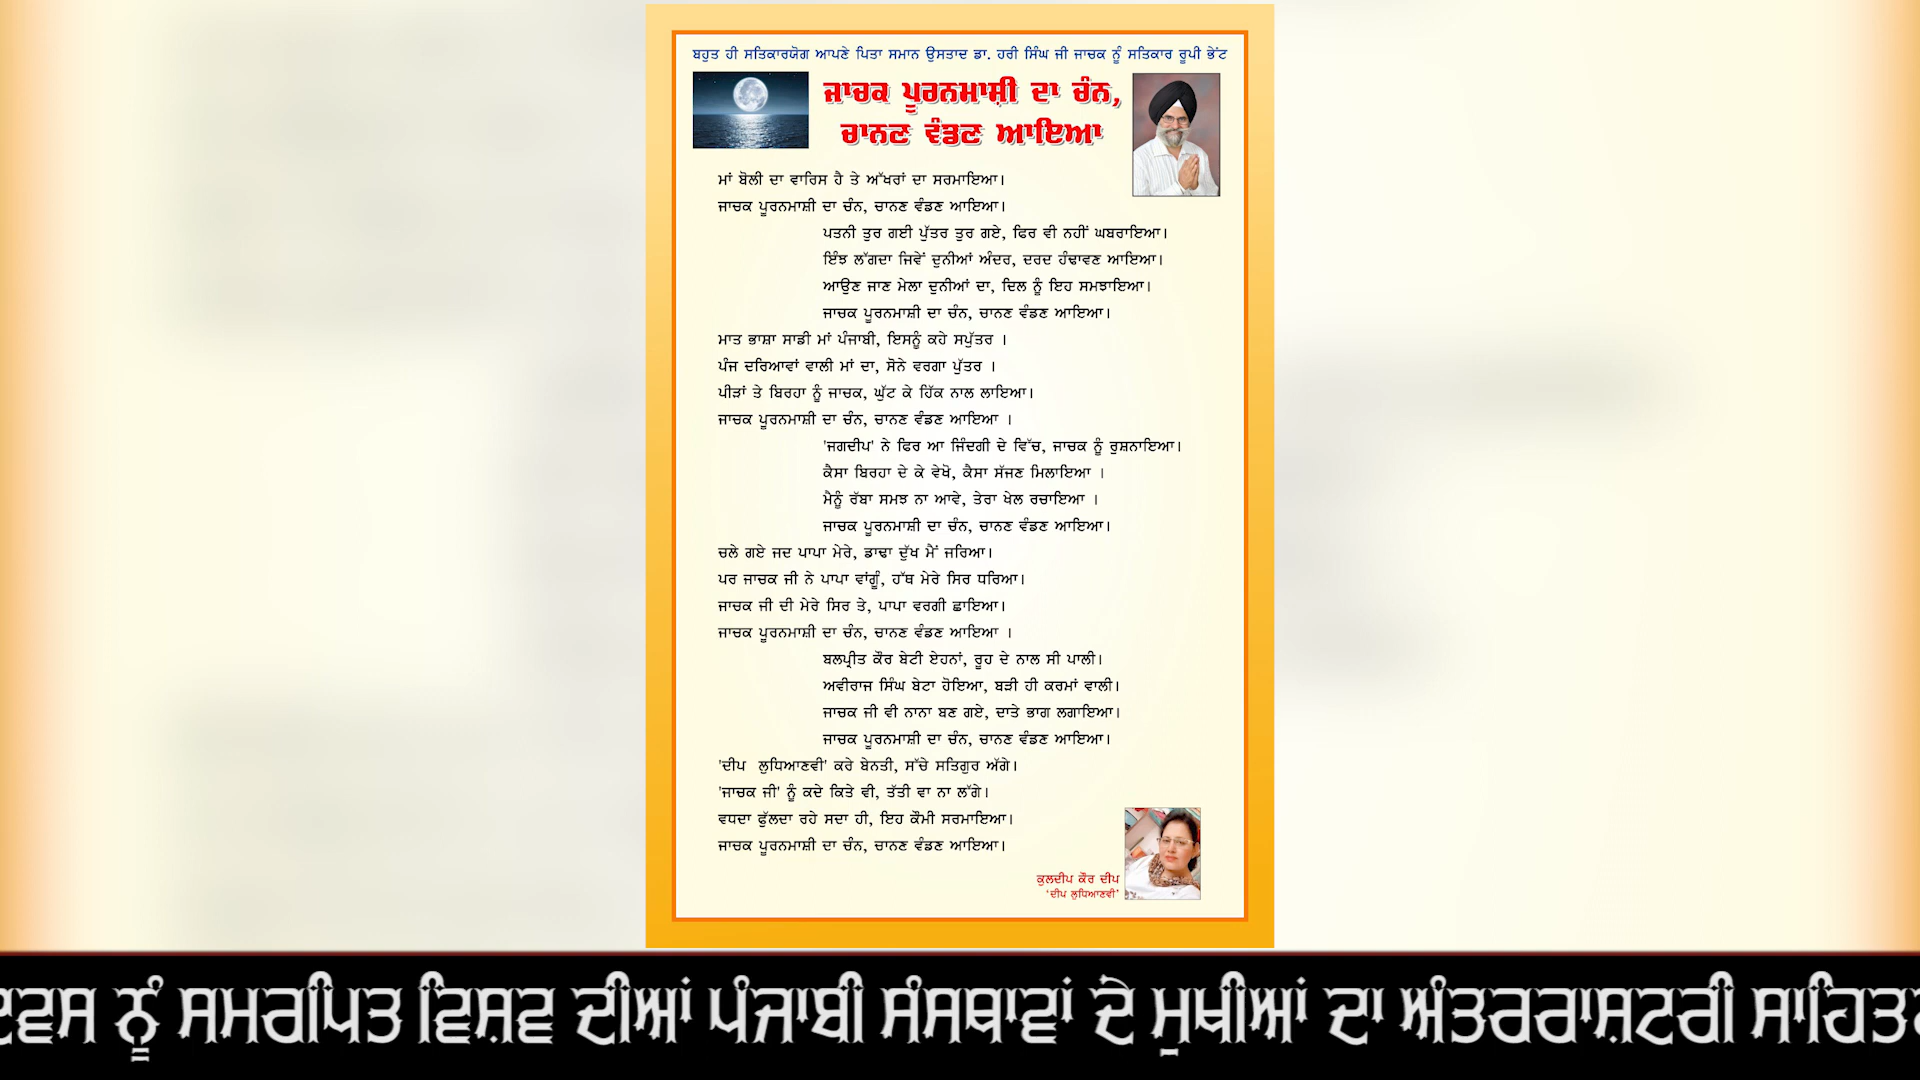 ਬਹੁਤ ਹੀ ਸਤਿਕਾਰਯੋਗ ਆਪਣੇ ਪਿਤਾ ਸਮਾਨ ਉਸਤਾਦ ਡਾ. ਹਰੀ ਸਿੰਘ ਜੀ ਜਾਚਕ ਨੂੰ ਸਤਿਕਾਰ ਰੂਪੀ ਭੇਂਟ
ਜਾਚਕ ਪੂਰਨਮਾਸ਼ੀ ਦਾ ਚੰਨ,
ਚਾਨਣ ਵੰਡਣ ਆਇਆ
ਮਾਂ ਬੋਲੀ ਦਾ ਵਾਰਿਸ ਹੈ ਤੇ ਅੱਖਰਾਂ ਦਾ ਸਰਮਾਇਆ।
ਜਾਚਕ ਪੂਰਨਮਾਸ਼ੀ ਦਾ ਚੰਨ, ਚਾਨਣ ਵੰਡਣ ਆਇਆ।
ਪਤਨੀ ਤੁਰ ਗਈ ਪੁੱਤਰ ਤੁਰ ਗਏ, ਫਿਰ ਵੀ ਨਹੀਂ ਘਬਰਾਇਆ।
ਇੰਝ ਲੱਗਦਾ ਜਿਵੇਂ ਦੁਨੀਆਂ ਅੰਦਰ, ਦਰਦ ਹੰਢਾਵਣ ਆਇਆ।
ਆਉਣ ਜਾਣ ਮੇਲਾ ਦੁਨੀਆਂ ਦਾ, ਦਿਲ ਨੂੰ ਇਹ ਸਮਝਾਇਆ।
ਜਾਚਕ ਪੂਰਨਮਾਸ਼ੀ ਦਾ ਚੰਨ, ਚਾਨਣ ਵੰਡਣ ਆਇਆ।
ਮਾਤ ਭਾਸ਼ਾ ਸਾਡੀ ਮਾਂ ਪੰਜਾਬੀ, ਇਸਨੂੰ ਕਹੇ ਸਪੁੱਤਰ ।
ਪੰਜ ਦਰਿਆਵਾਂ ਵਾਲੀ ਮਾਂ ਦਾ, ਸੋਨੇ ਵਰਗਾ ਪੁੱਤਰ ।
ਪੀੜਾਂ ਤੇ ਬਿਰਹਾ ਨੂੰ ਜਾਚਕ, ਘੁੱਟ ਕੇ ਹਿੱਕ ਨਾਲ ਲਾਇਆ।
ਜਾਚਕ ਪੂਰਨਮਾਸ਼ੀ ਦਾ ਚੰਨ, ਚਾਨਣ ਵੰਡਣ ਆਇਆ ।
'ਜਗਦੀਪ' ਨੇ ਫਿਰ ਆ ਜਿੰਦਗੀ ਦੇ ਵਿੱਚ, ਜਾਚਕ ਨੂੰ ਰੁਸ਼ਨਾਇਆ।
ਕੈਸਾ ਬਿਰਹਾ ਦੇ ਕੇ ਵੇਖੋ, ਕੈਸਾ ਸੱਜਣ ਮਿਲਾਇਆ ।
ਮੈਨੂੰ ਰੱਬਾ ਸਮਝ ਨਾ ਆਵੇ, ਤੇਰਾ ਖੇਲ ਰਚਾਇਆ ।
ਜਾਚਕ ਪੂਰਨਮਾਸ਼ੀ ਦਾ ਚੰਨ, ਚਾਨਣ ਵੰਡਣ ਆਇਆ।
ਚਲੇ ਗਏ ਜਦ ਪਾਪਾ ਮੇਰੇ, ਡਾਢਾ ਦੁੱਖ ਮੈਂ ਜਰਿਆ।
ਪਰ ਜਾਚਕ ਜੀ ਨੇ ਪਾਪਾ ਵਾਂਗੂੰ, ਹੱਥ ਮੇਰੇ ਸਿਰ ਧਰਿਆ।
ਜਾਚਕ ਜੀ ਦੀ ਮੇਰੇ ਸਿਰ ਤੇ, ਪਾਪਾ ਵਰਗੀ ਛਾਇਆ।
ਜਾਚਕ ਪੂਰਨਮਾਸ਼ੀ ਦਾ ਚੰਨ, ਚਾਨਣ ਵੰਡਣ ਆਇਆ ।
ਬਲਪ੍ਰੀਤ ਕੌਰ ਬੇਟੀ ਏਹਨਾਂ, ਰੂਹ ਦੇ ਨਾਲ ਸੀ ਪਾਲੀ।
ਅਵੀਰਾਜ ਸਿੰਘ ਬੇਟਾ ਹੋਇਆ, ਬੜੀ ਹੀ ਕਰਮਾਂ ਵਾਲੀ।
ਜਾਚਕ ਜੀ ਵੀ ਨਾਨਾ ਬਣ ਗਏ, ਦਾਤੇ ਭਾਗ ਲਗਾਇਆ।
ਜਾਚਕ ਪੂਰਨਮਾਸ਼ੀ ਦਾ ਚੰਨ, ਚਾਨਣ ਵੰਡਣ ਆਇਆ।
'ਦੀਪ ਲੁਧਿਆਣਵੀ' ਕਰੇ ਬੇਨਤੀ, ਸੱਚੇ ਸਤਿਗੁਰ ਅੱਗੇ।
'ਜਾਚਕ ਜੀ' ਨੂੰ ਕਦੇ ਕਿਤੇ ਵੀ, ਤੱਤੀ ਵਾ ਨਾ ਲੱਗੇ।
ਵਧਦਾ ਫੁੱਲਦਾ ਰਹੇ ਸਦਾ ਹੀ, ਇਹ ਕੌਮੀ ਸਰਮਾਇਆ।
ਜਾਚਕ ਪੂਰਨਮਾਸ਼ੀ ਦਾ ਚੰਨ, ਚਾਨਣ ਵੰਡਣ ਆਇਆ।
ਕੁਲਦੀਪ ਕੌਰ ਦੀਪ
'ਦੀਪ ਲੁਧਿਆਣਵੀ'
ਨੂੰ ਸਮਰਪਿਤ ਵਿਸ਼ਵ ਦੀਆਂ ਪੰਜਾਬੀ ਸੰਸਥਾਵਾਂ ਦੇ ਮੁਖੀਆਂ ਦਾ ਅੰਤਰਰਾਸ਼ਟਰੀ